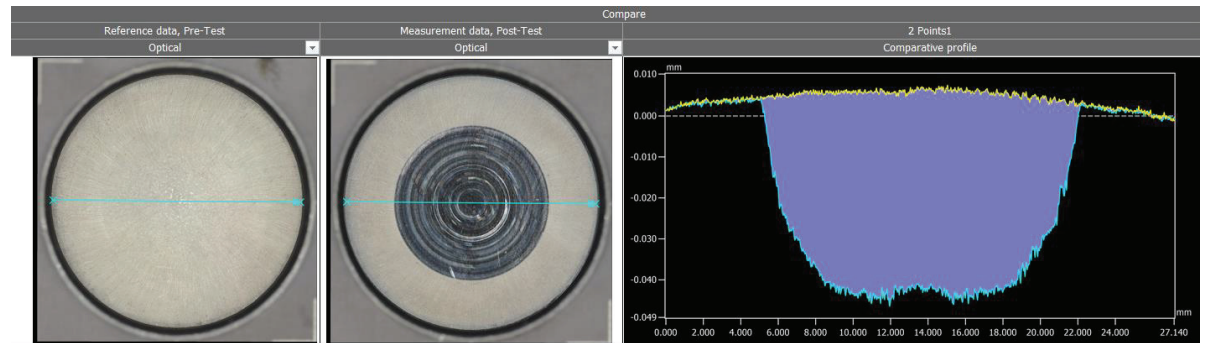 Compare
Reference data, Pre-Test
Measurement data, Post-Test
2 Points1
Optical
Optical
Comparative profile
mm
0.010
0.000
-0.010
-0.020
-0.030
-0.040
-0.049
mm
0.000 2.000 4.000 6.000 8.000 10.000 12.000 14.000 16.000 18.000 20.000 22.000 24.000 27.140